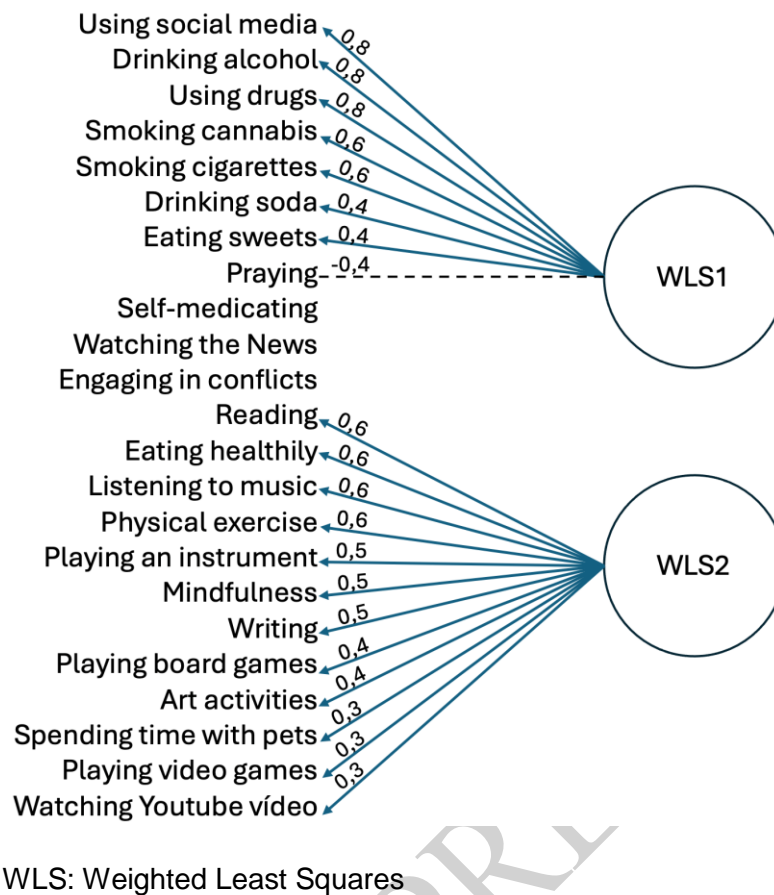 Using social media 0,8
Drinking alcohol 0,8
Using drugs 0,8
Smoking cannabis 0,6
Smoking cigarettes 0,6
Drinking soda 0,4
Eating sweets 0,4
Praying -0,4
WLS1
Self-medicating
Watching the News
Engaging in conflicts
Reading 0,6
Eating healthily 0,6
Listening to music 0,6
Physical exercise 0,6
Playing an instrument 0,5
WLS2
Mindfulness 0,5
Writing 0,5
Playing board games 0,4
Art activities 0,4
Spending time with pets 0,3
Playing video games 0,3
Watching Youtube vídeo 0,3
WLS: Weighted Least Squares